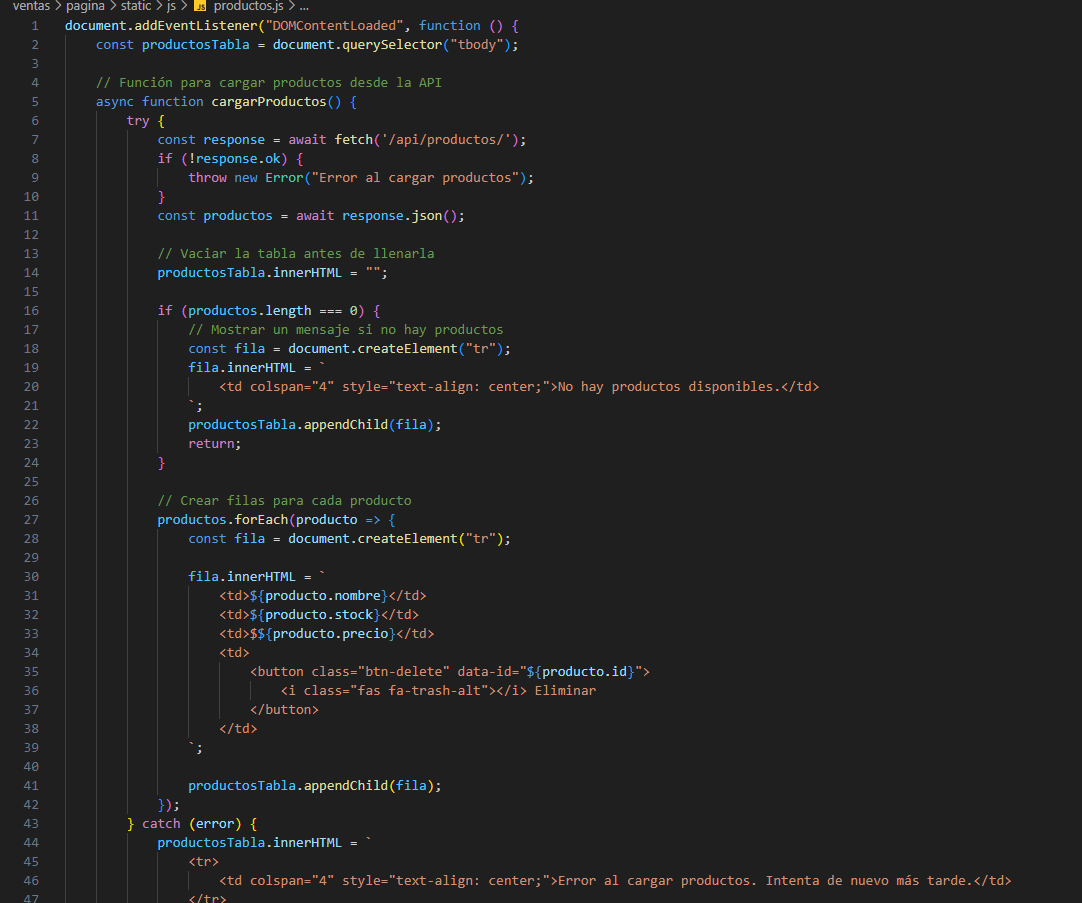 ventas > pagina > static > js > JS productos.js > ...
1 document.addEventListener("DOMContentLoaded", function () {
2     const productosTabla = document.querySelector("tbody");
3
4     // Función para cargar productos desde la API
5     async function cargarProductos() {
6         try {
7             const response = await fetch('/api/productos/');
8             if (!response.ok) {
9                 throw new Error("Error al cargar productos");
10             }
11             const productos = await response.json();
12
13             // Vaciar la tabla antes de llenarla
14             productosTabla.innerHTML = "";
15
16             if (productos.length === 0) {
17                 // Mostrar un mensaje si no hay productos
18                 const fila = document.createElement("tr");
19                 fila.innerHTML = `
20                     <td colspan="4" style="text-align: center;">No hay productos disponibles.</td>
21                 `;
22                 productosTabla.appendChild(fila);
23                 return;
24             }
25
26             // Crear filas para cada producto
27             productos.forEach(producto => {
28                 const fila = document.createElement("tr");
29
30                 fila.innerHTML = `
31                     <td>${producto.nombre}</td>
32                     <td>${producto.stock}</td>
33                     <td>$${producto.precio}</td>
34                     <td>
35                         <button class="btn-delete" data-id="${producto.id}">
36                             <i class="fas fa-trash-alt"></i> Eliminar
37                         </button>
38                     </td>
39                 `;
40
41                 productosTabla.appendChild(fila);
42             });
43         } catch (error) {
44             productosTabla.innerHTML = `
45                 <tr>
46                     <td colspan="4" style="text-align: center;">Error al cargar productos. Intenta de nuevo más tarde.</td>
47                 </tr>